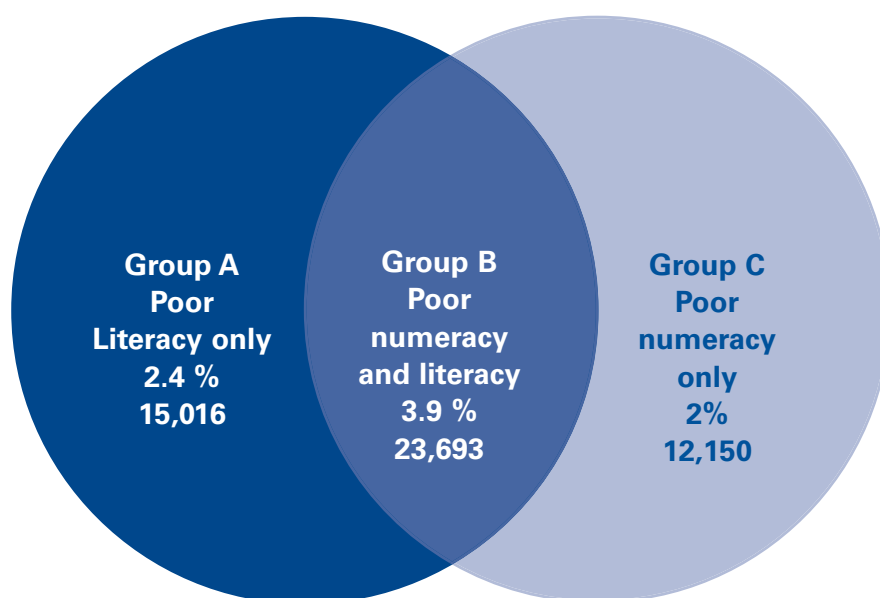 Group A
Poor
Literacy only
2.4 %
15,016
Group B
Poor
numeracy
and literacy
3.9 %
23,693
Group C
Poor
numeracy
only
2%
12,150